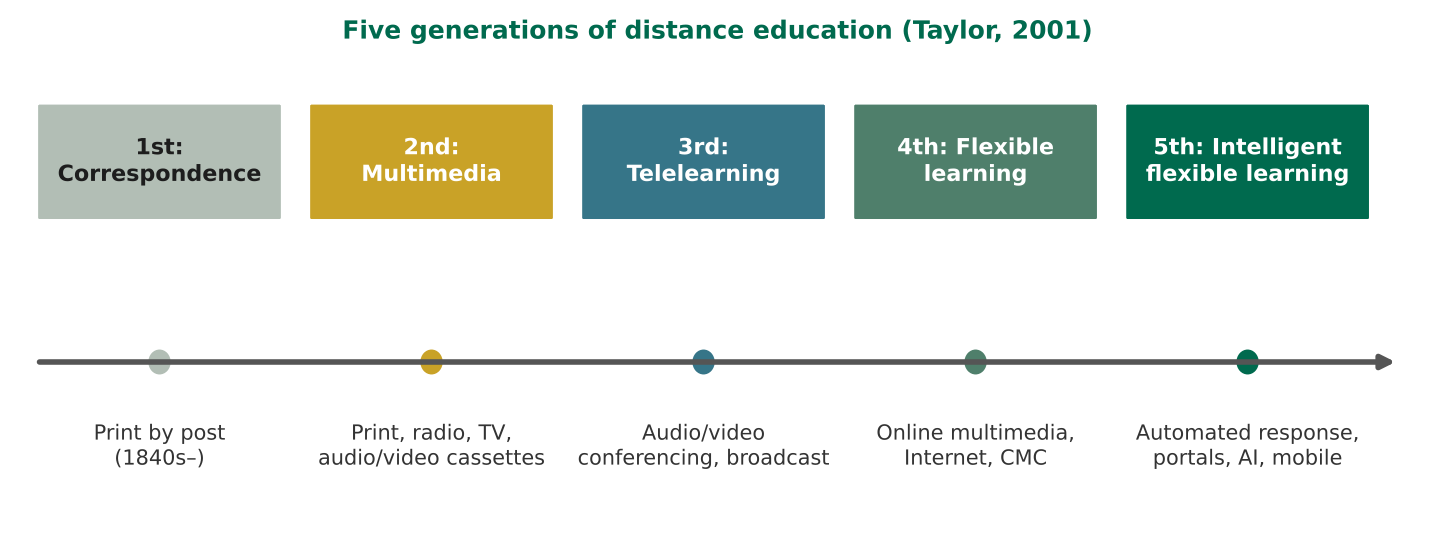 Five generations of distance education (Taylor, 2001)
1st:
Correspondence
2nd:
Multimedia
3rd:
Telelearning
4th: Flexible
learning
5th: Intelligent
flexible learning
Print by post
(1840s–)
Print, radio, TV,
audio/video cassettes
Audio/video
conferencing, broadcast
Online multimedia,
Internet, CMC
Automated response,
portals, AI, mobile